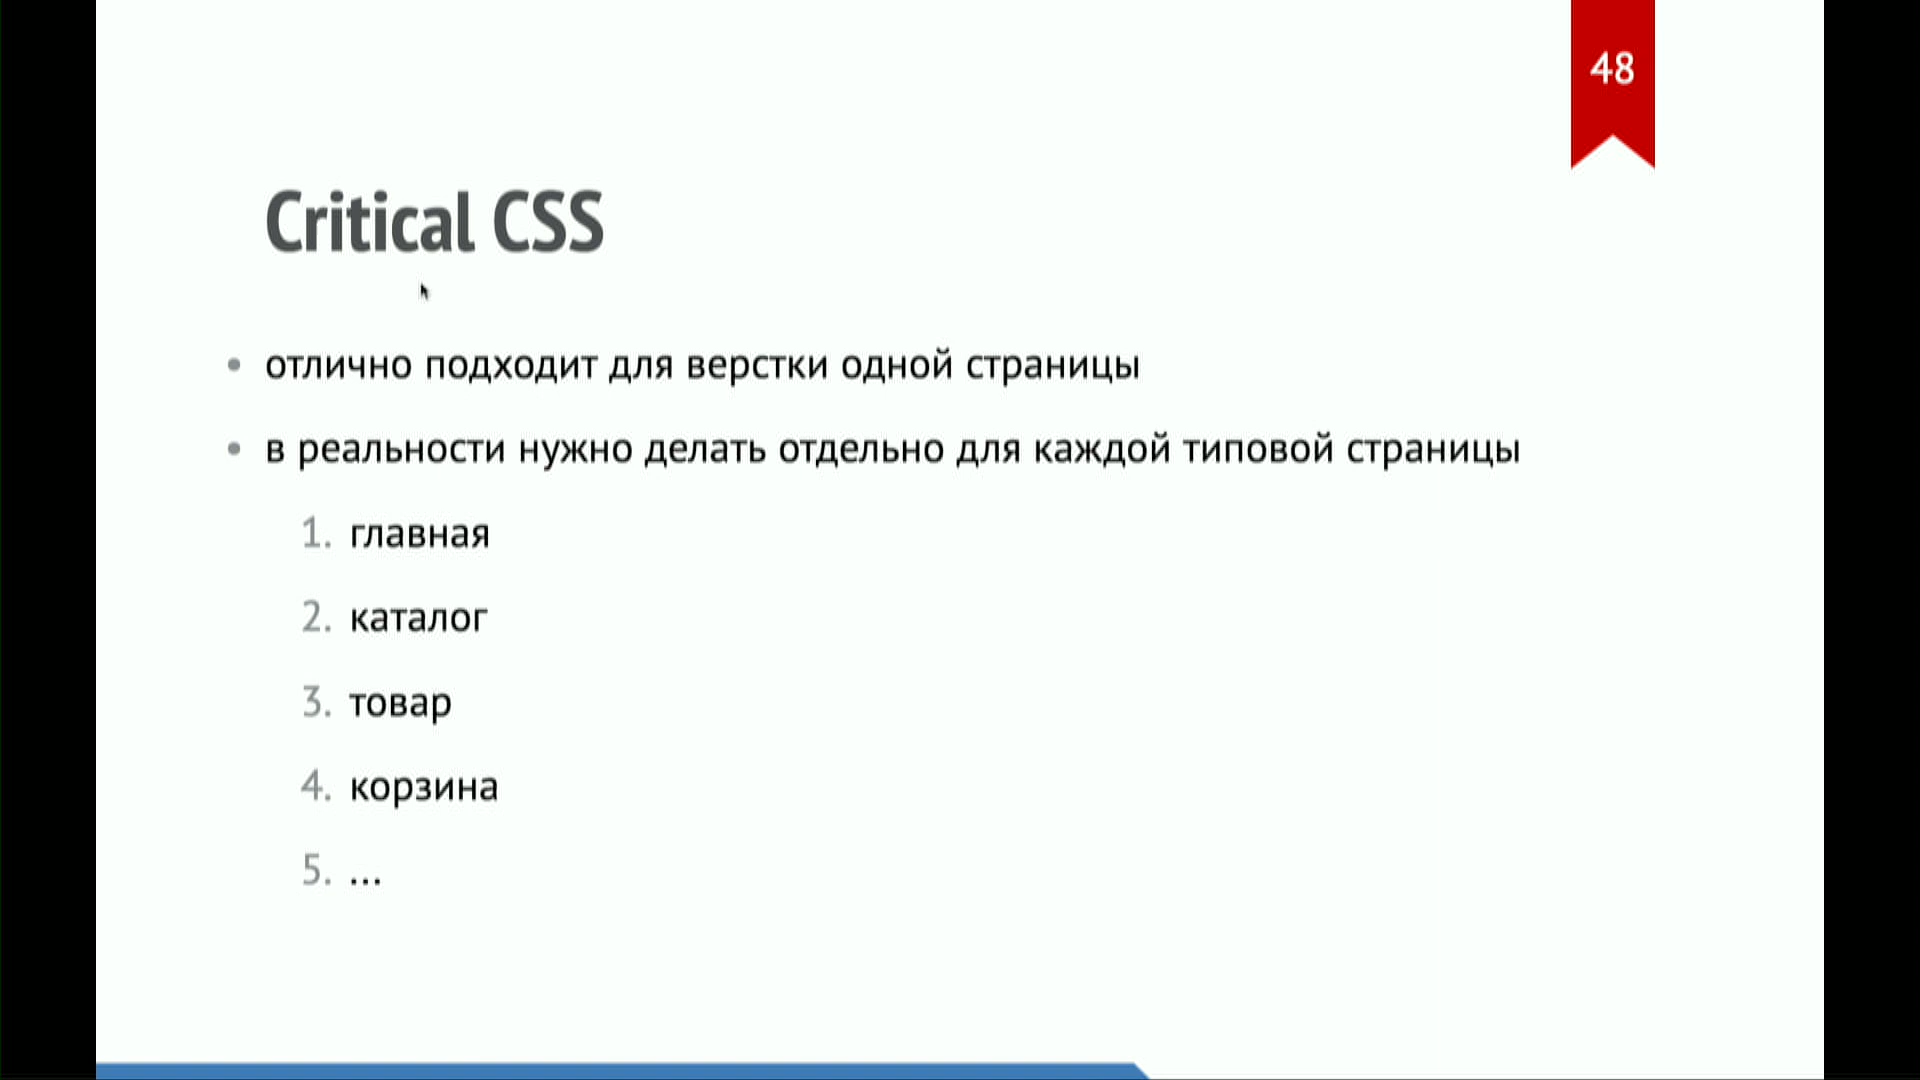 48
Critical CSS
• отлично подходит для верстки одной страницы
• в реальности нужно делать отдельно для каждой типовой страницы
1. главная
2. каталог
3. товар
4. корзина
5. ...